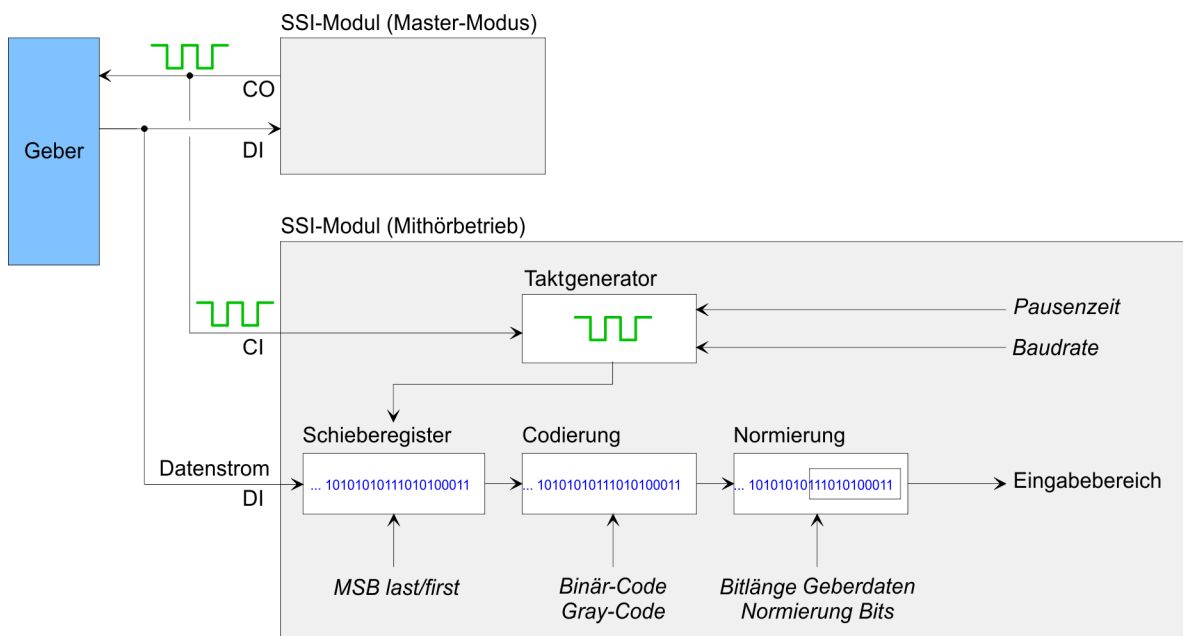 SSI-Modul (Master-Modus)
CO
Geber
DI
SSI-Modul (Mithörbetrieb)
Taktgenerator
Pausenzeit
CI
Baudrate
Schieberegister
Codierung
Normierung
Datenstrom
... 10101010111010100011
... 10101010111010100011
... 10101010111010100011
Eingabebereich
DI
MSB last/first
Binär-Code
Gray-Code
Bitlänge Geberdaten
Normierung Bits